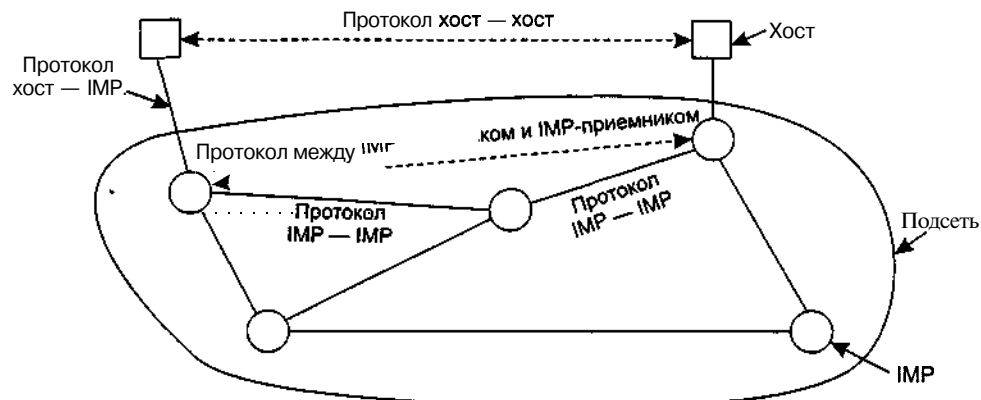 Протокол хост — хост
Хост
Протокол
хост — IMP.
ком и IMP-приемником
Протокол между IMP
Протокол
IMP — IMP
Протокол
IMP — IMP
Подсеть
IMP